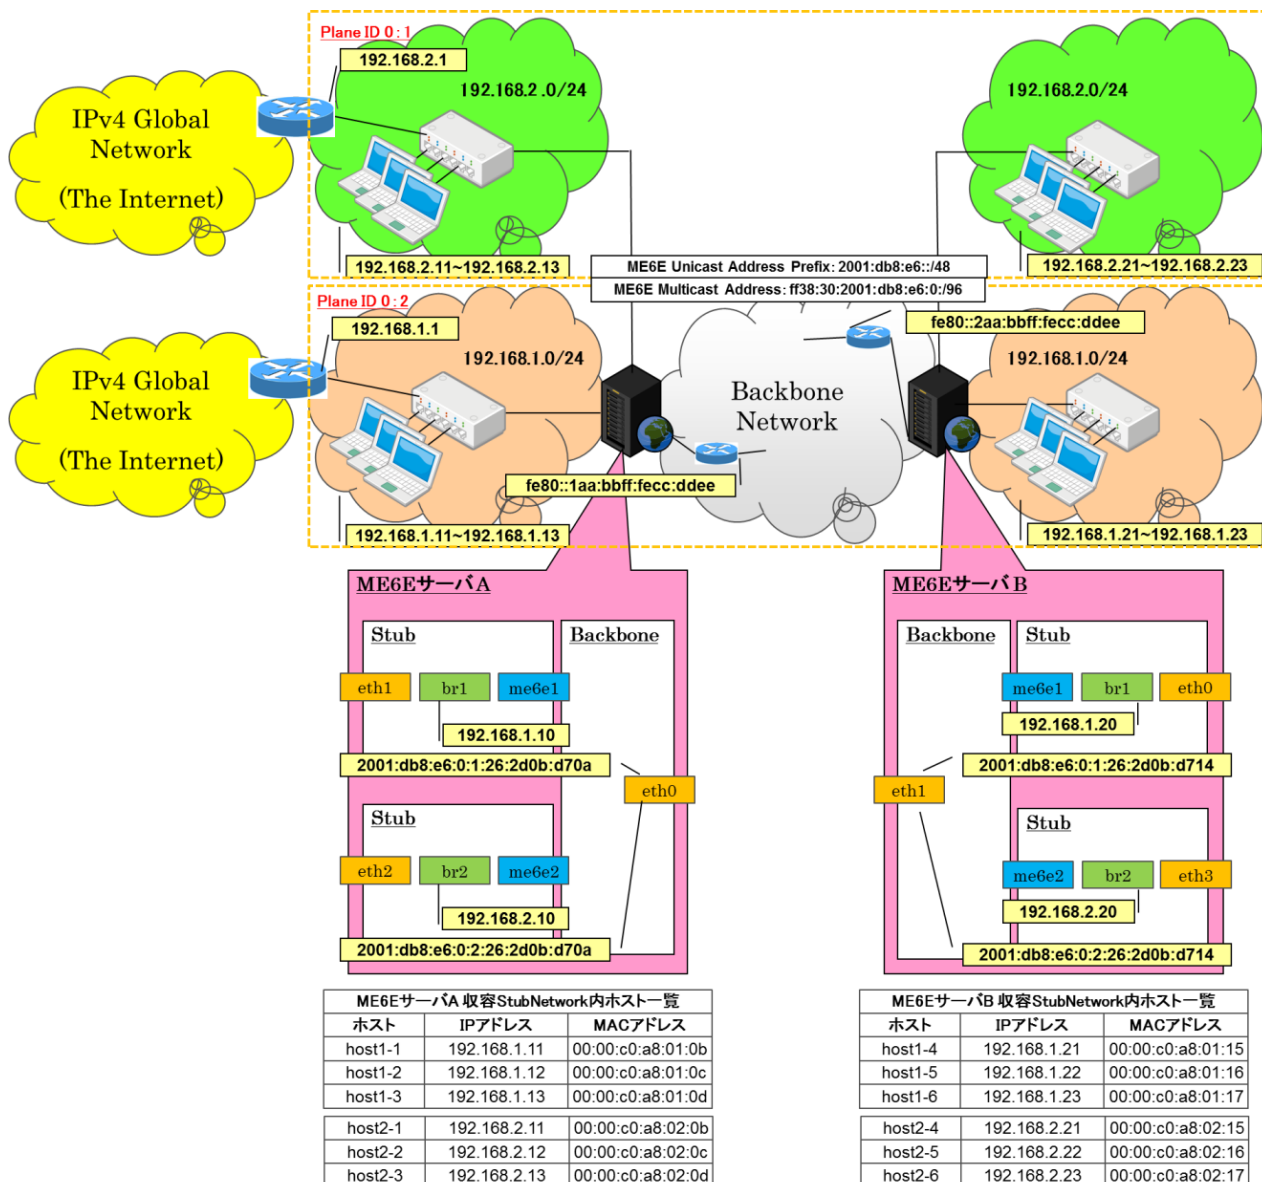 Plane ID 0:1
192.168.2.1
192.168.2 .0/24
192.168.2.0/24
IPv4 Global
Network
(The Internet)
192.168.2.11~192.168.2.13
192.168.2.21~192.168.2.23
ME6E Unicast Address Prefix: 2001:db8:e6::/48
ME6E Multicast Address: ff38:30:2001:db8:e6:0:/96
Plane ID 0:2
192.168.1.1
fe80::2aa:bbff:fecc:ddee
192.168.1.0/24
192.168.1.0/24
IPv4 Global
Network
(The Internet)
Backbone
Network
fe80::1aa:bbff:fecc:ddee
192.168.1.11~192.168.1.13
192.168.1.21~192.168.1.23
ME6EサーバA
Stub
Backbone
eth1 br1 me6e1
192.168.1.10
2001:db8:e6:0:1:26:2d0b:d70a
eth0
Stub
eth2 br2 me6e2
192.168.2.10
2001:db8:e6:0:2:26:2d0b:d70a
ME6EサーバB
Backbone
Stub
me6e1 br1 eth0
192.168.1.20
2001:db8:e6:0:1:26:2d0b:d714
eth1
Stub
me6e2 br2 eth3
192.168.2.20
2001:db8:e6:0:2:26:2d0b:d714
ME6EサーバA 収容StubNetwork内ホスト一覧
ホスト IPアドレス MACアドレス
host1-1 192.168.1.11 00:00:c0:a8:01:0b
host1-2 192.168.1.12 00:00:c0:a8:01:0c
host1-3 192.168.1.13 00:00:c0:a8:01:0d
host2-1 192.168.2.11 00:00:c0:a8:02:0b
host2-2 192.168.2.12 00:00:c0:a8:02:0c
host2-3 192.168.2.13 00:00:c0:a8:02:0d
ME6EサーバB 収容StubNetwork内ホスト一覧
ホスト IPアドレス MACアドレス
host1-4 192.168.1.21 00:00:c0:a8:01:15
host1-5 192.168.1.22 00:00:c0:a8:01:16
host1-6 192.168.1.23 00:00:c0:a8:01:17
host2-4 192.168.2.21 00:00:c0:a8:02:15
host2-5 192.168.2.22 00:00:c0:a8:02:16
host2-6 192.168.2.23 00:00:c0:a8:02:17